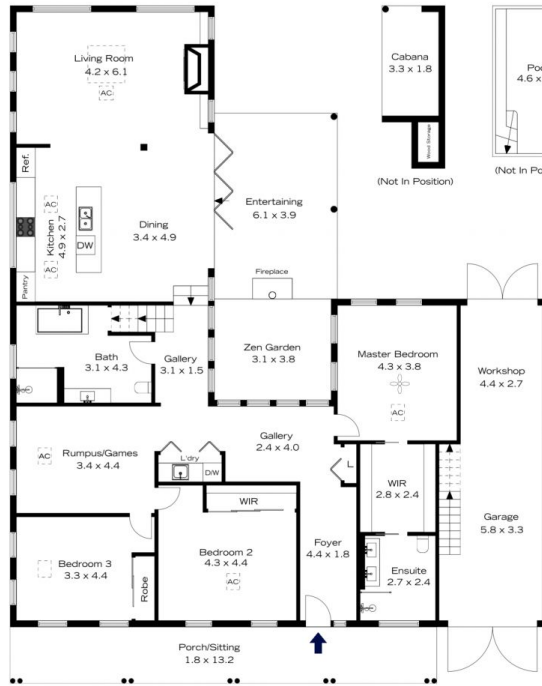 Living Room
4.2 x 6.1
AC
Cabana
3.3 x 1.8
Wood Storage
(Not In Position)
4.6 x
(Not In
Ref.
Kitchen
4.9 x 2.7
DW
Pantry
Dining
3.4 x 4.9
Entertaining
6.1 x 3.9
Fireplace
Bath
3.1 x 4.3
Gallery
3.1 x 1.5
Zen Garden
3.1 x 3.8
Master Bedroom
4.3 x 3.8
AC
Workshop
4.4 x 2.7
Rumpus/Games
3.4 x 4.4
AC
Gallery
2.4 x 4.0
L'dry
D/W
L
WIR
2.8 x 2.4
Garage
5.8 x 3.3
WIR
Bedroom 2
4.3 x 4.4
AC
Foyer
4.4 x 1.8
Ensuite
2.7 x 2.4
Bedroom 3
3.3 x 4.4
Robe
Porch/Sitting
1.8 x 13.2